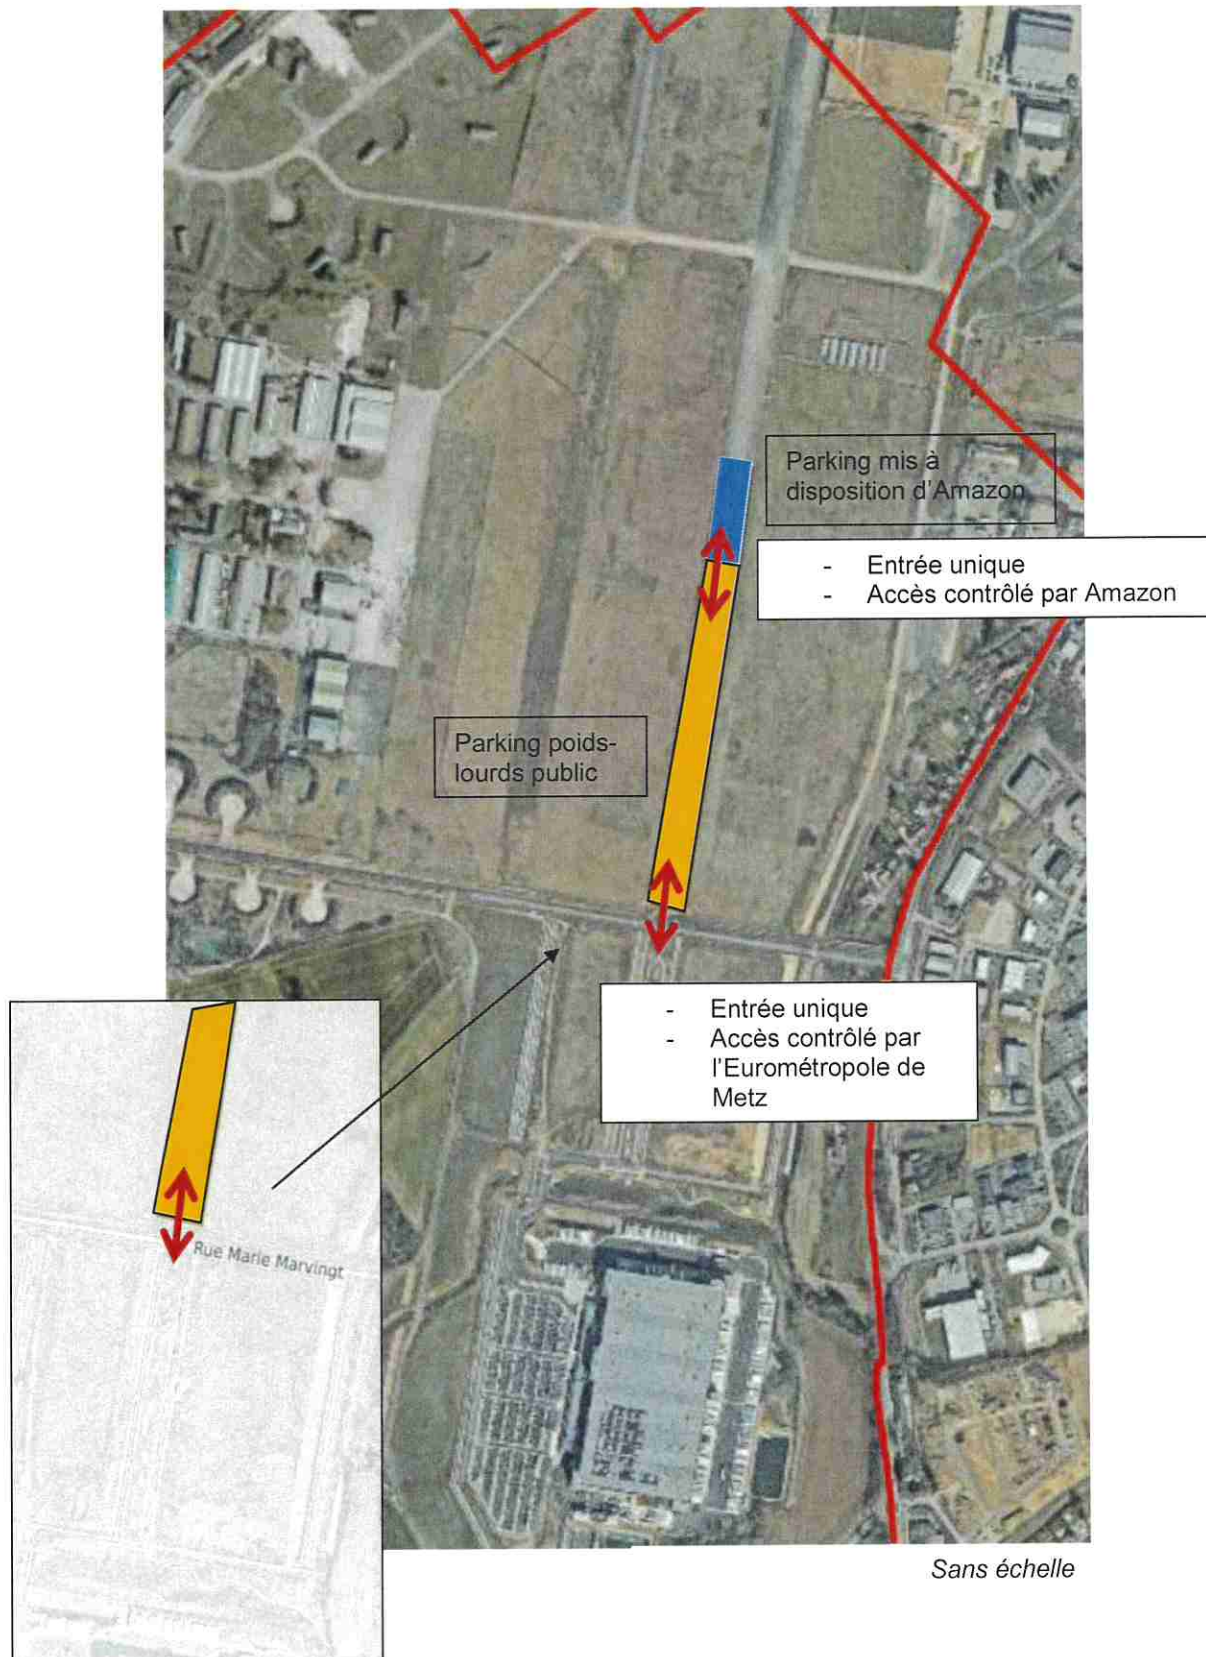 Parking mis à
disposition d'Amazon
- Entrée unique
- Accès contrôlé par Amazon
Parking poids-
lourds public
- Entrée unique
- Accès contrôlé par
l'Eurométropole de
Metz
Rue Marie Marvingt
Sans échelle